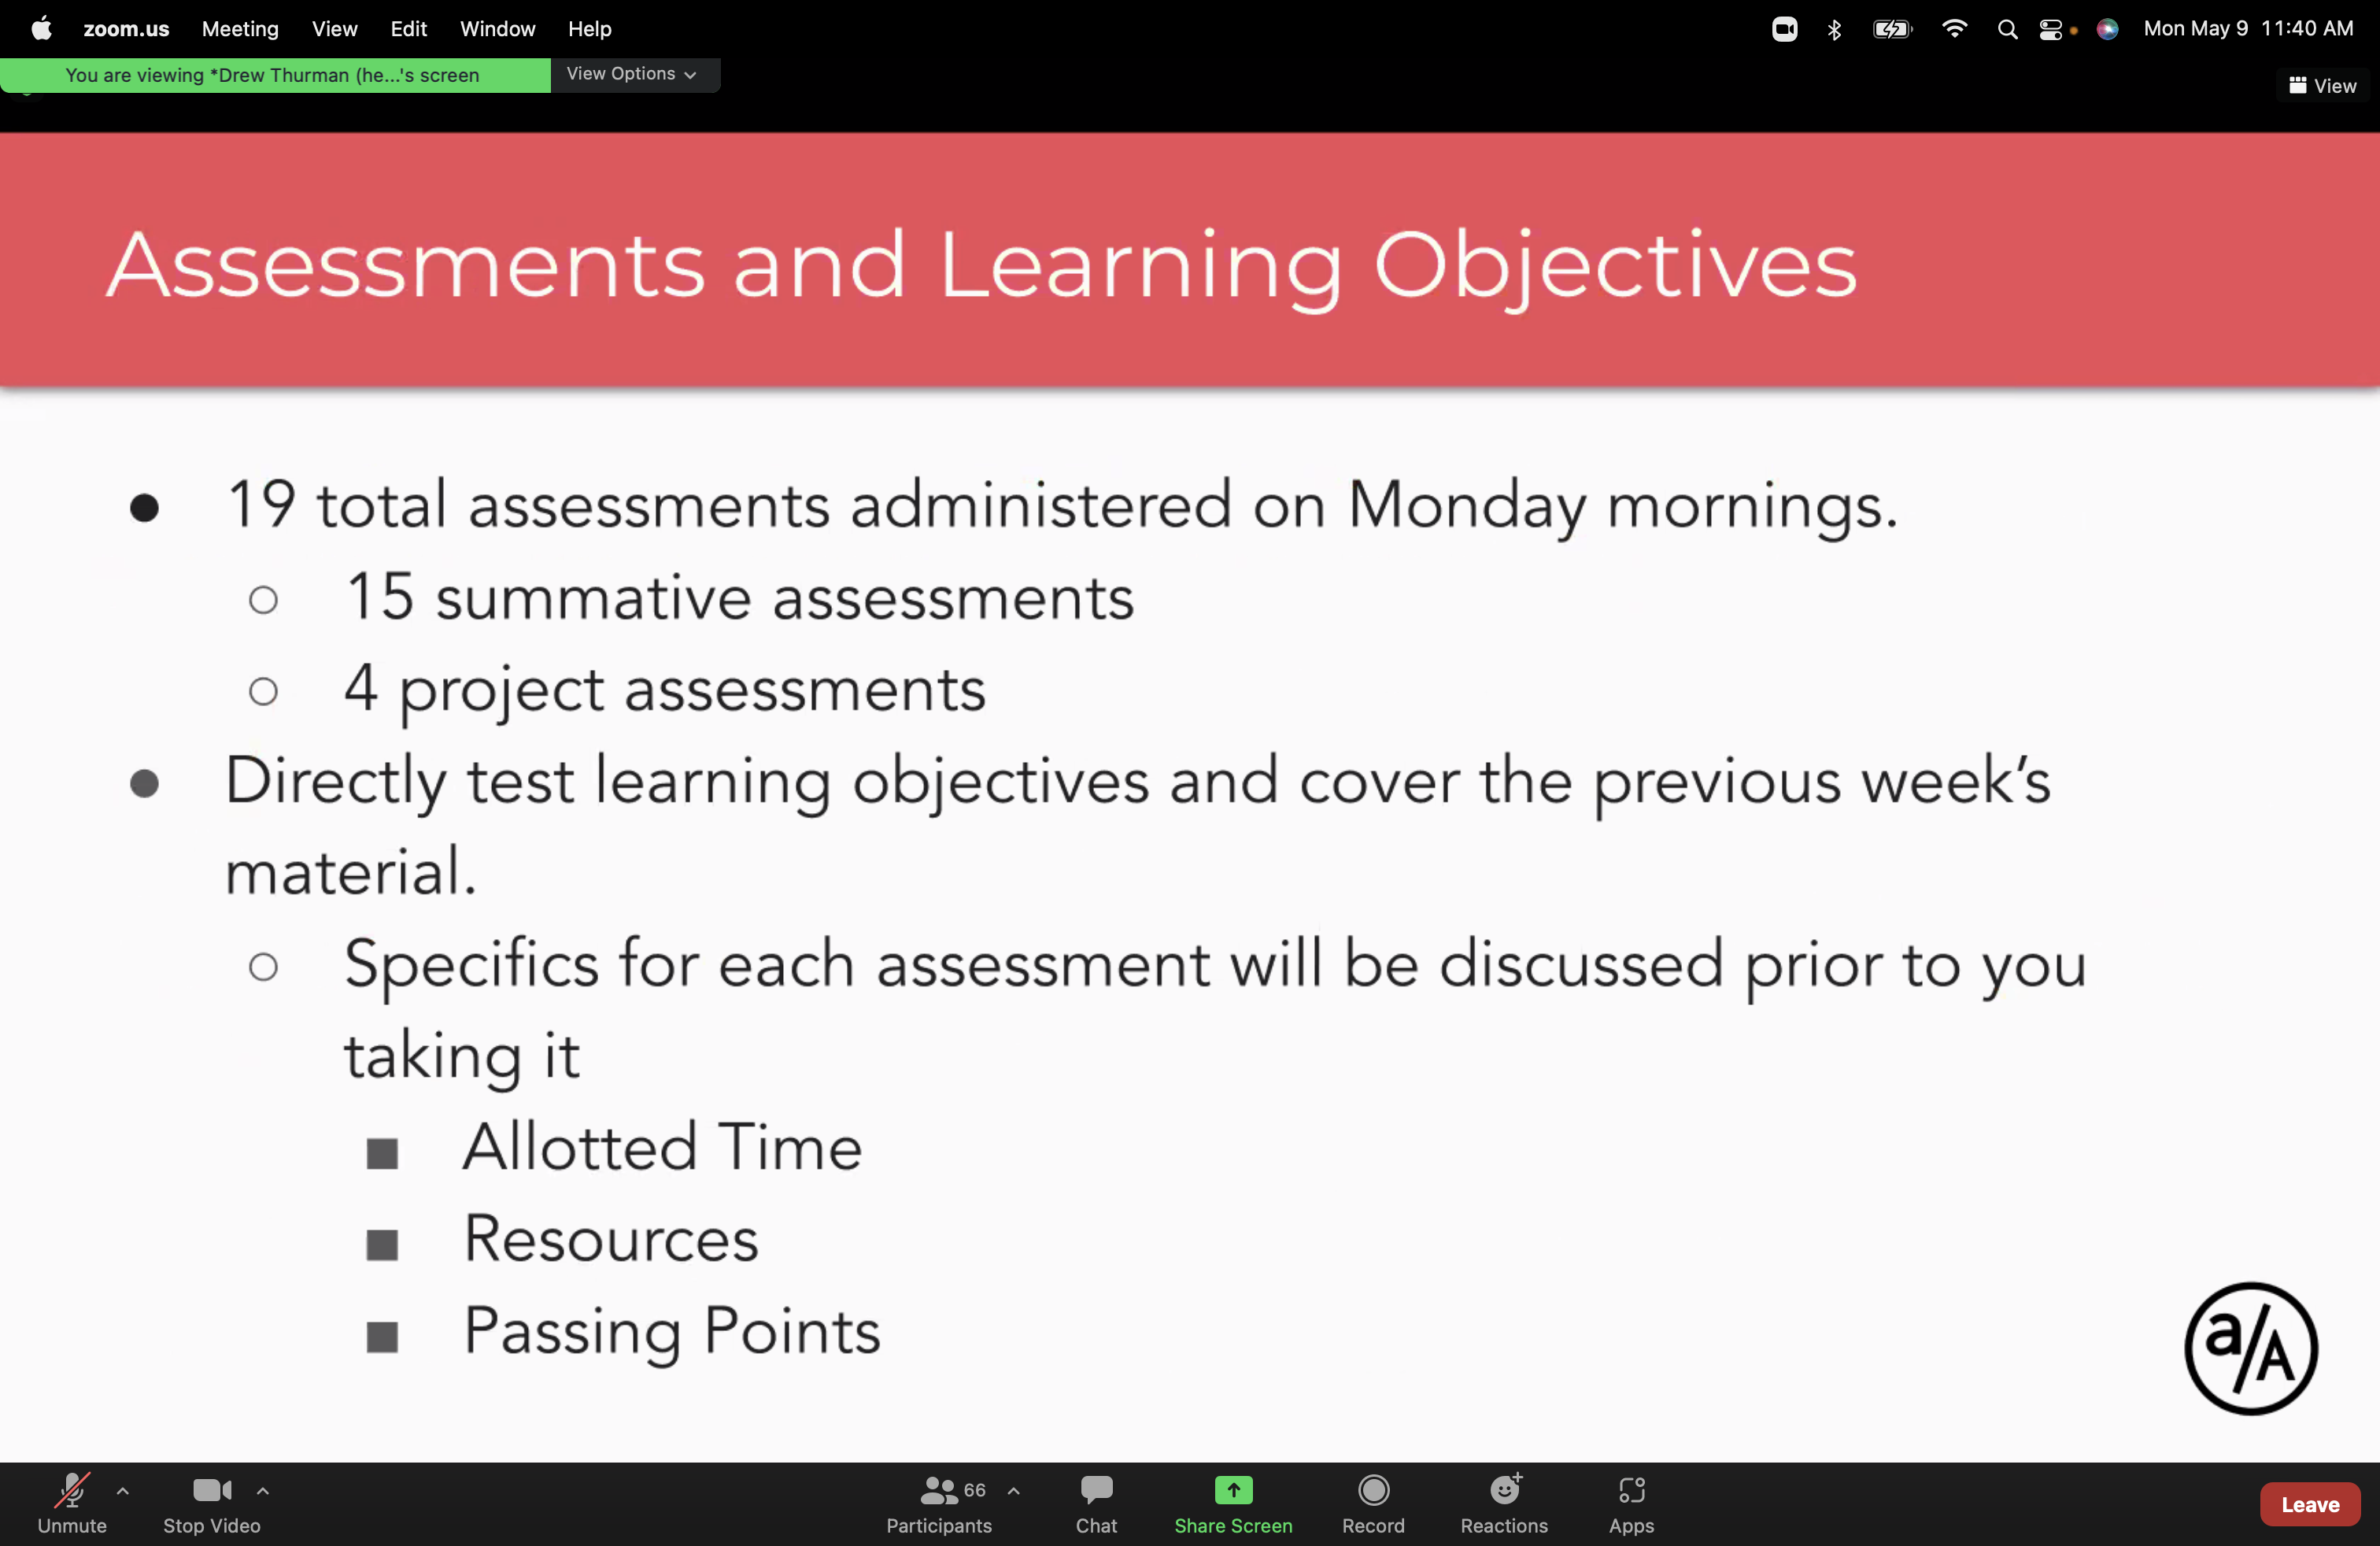 zoom.us Meeting View Edit Window Help Mon May 9 11:40 AM
You are viewing *Drew Thurman (he...'s screen View Options
View
Assessments and Learning Objectives
● 19 total assessments administered on Monday mornings.
○ 15 summative assessments
○ 4 project assessments
● Directly test learning objectives and cover the previous week’s
material.
○ Specifics for each assessment will be discussed prior to you
taking it
■ Allotted Time
■ Resources
■ Passing Points
a/A
66
Unmute Stop Video Participants Chat Share Screen Record Reactions Apps Leave